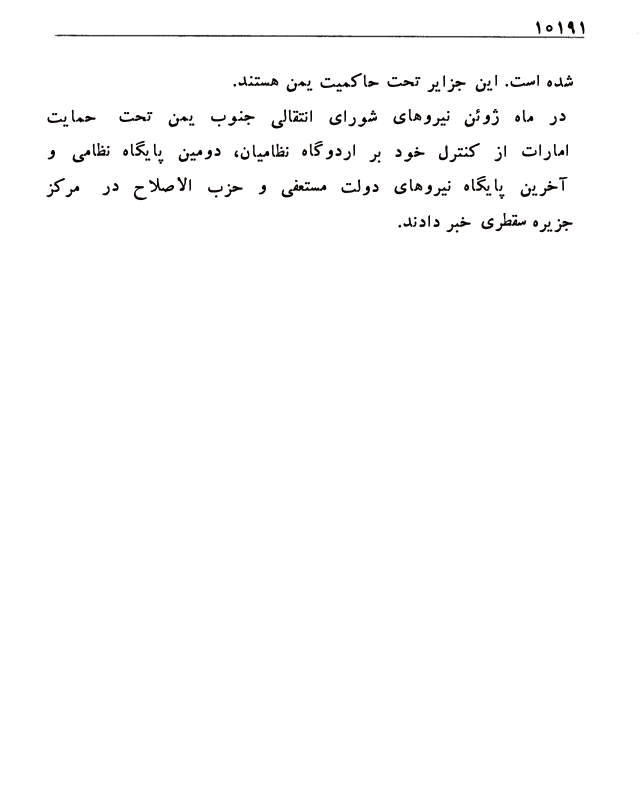 ۱۰۱۹۱
شده است. این جزایر تحت حاکمیت یمن هستند.
در ماه ژوئن نیروهای شورای انتقالی جنوب یمن تحت حمایت
امارات از کنترل خود بر اردوگاه نظامیان، دومین پایگاه نظامی و
آخرین پایگاه نیروهای دولت مستعفی و حزب الاصلاح در مرکز
جزیره سقطری خبر دادند.